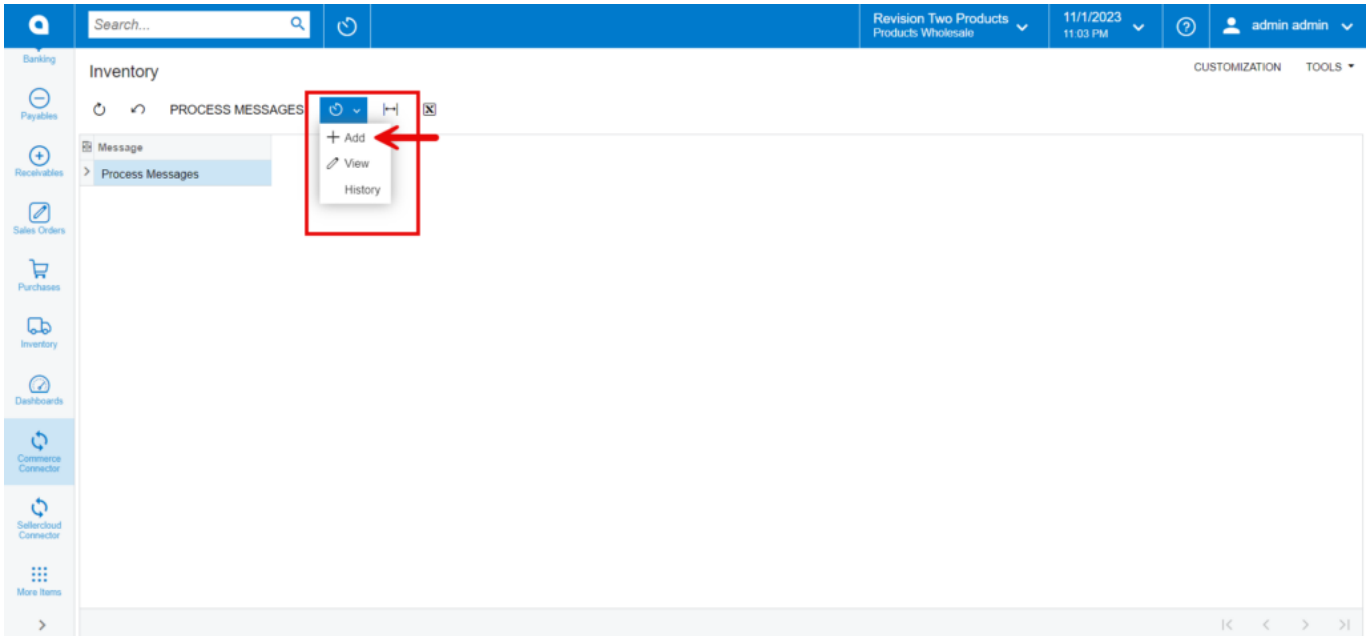 Search...
Revision Two Products
Products Wholesale
11/1/2023
11:03 PM
admin admin
Banking
Payables
Receivables
Sales Orders
Purchases
Inventory
Dashboards
Commerce
Connector
Sellercloud
Connector
More Items
Inventory
CUSTOMIZATION
TOOLS
PROCESS MESSAGES
Add
View
History
Message
Process Messages